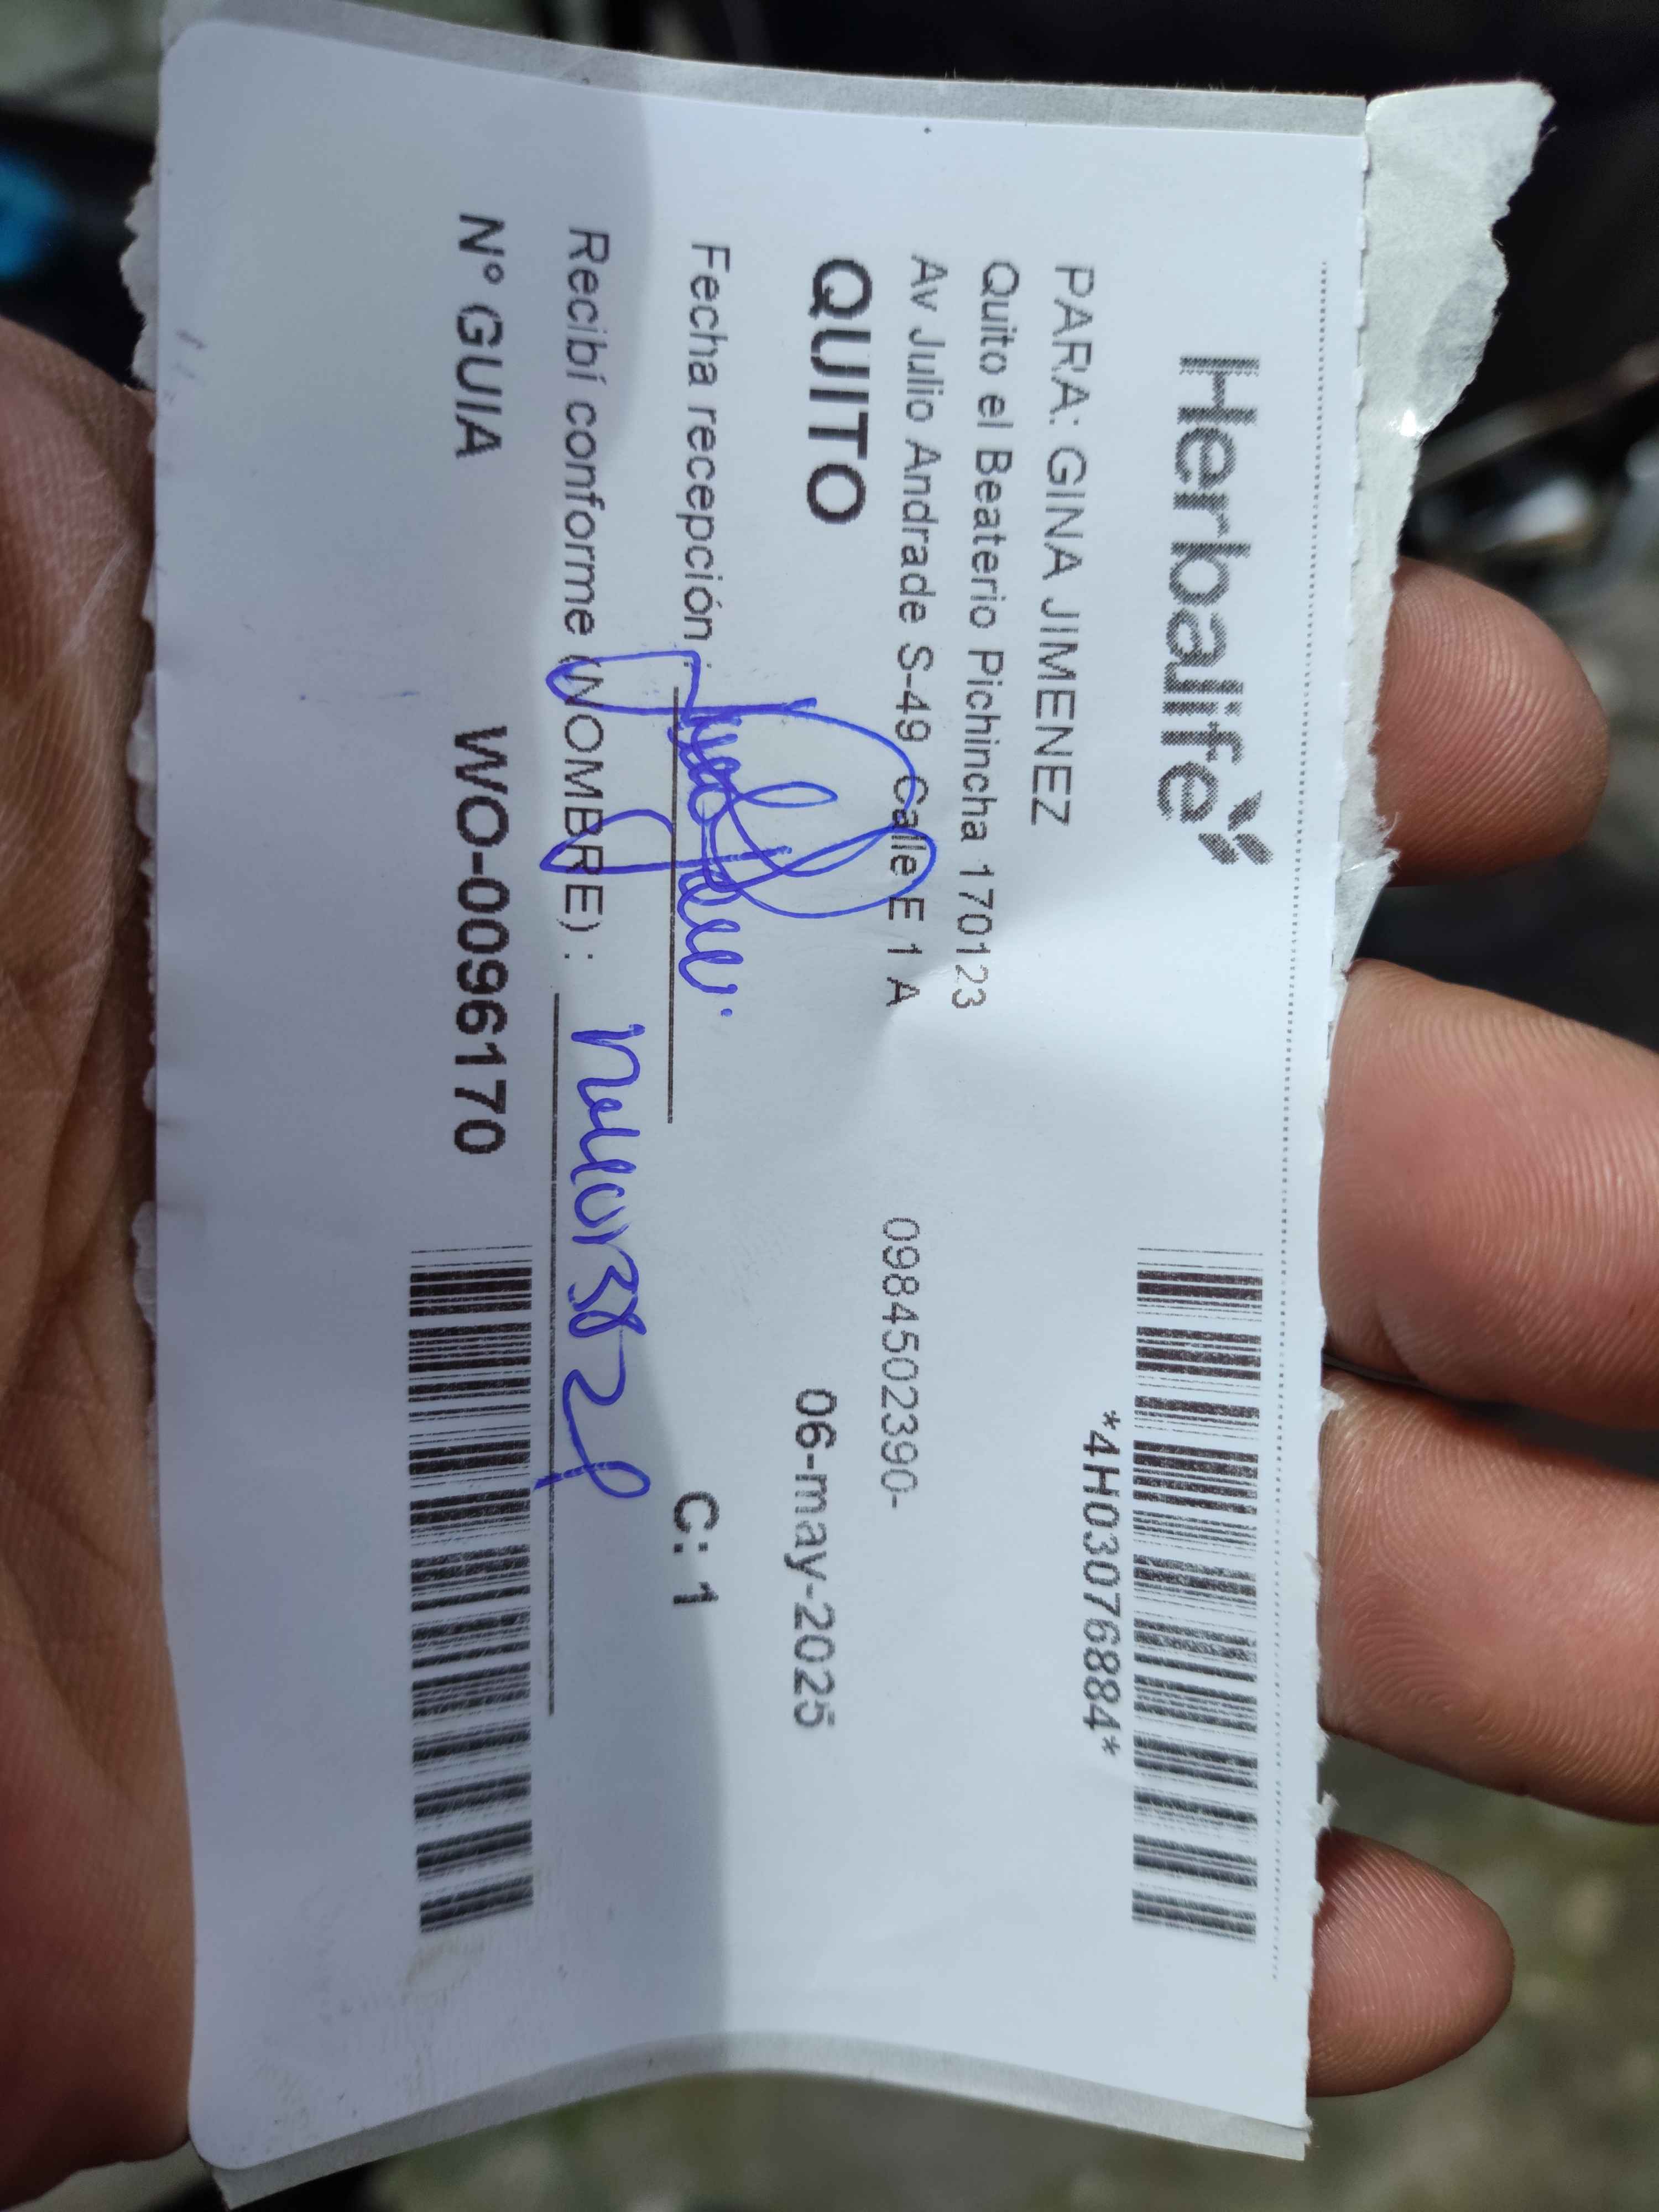 Herbalife
*4H03076884*
PARA: GINA JIMENEZ
Quito el Beaterio Pichincha 170123
Av Julio Andrade S-49 Calle E 1 A 0984502390-
QUITO 06-may-2025
Fecha recepción :
C: 1
Recibí conforme (NOMBRE) :
N° GUIA WO-0096170